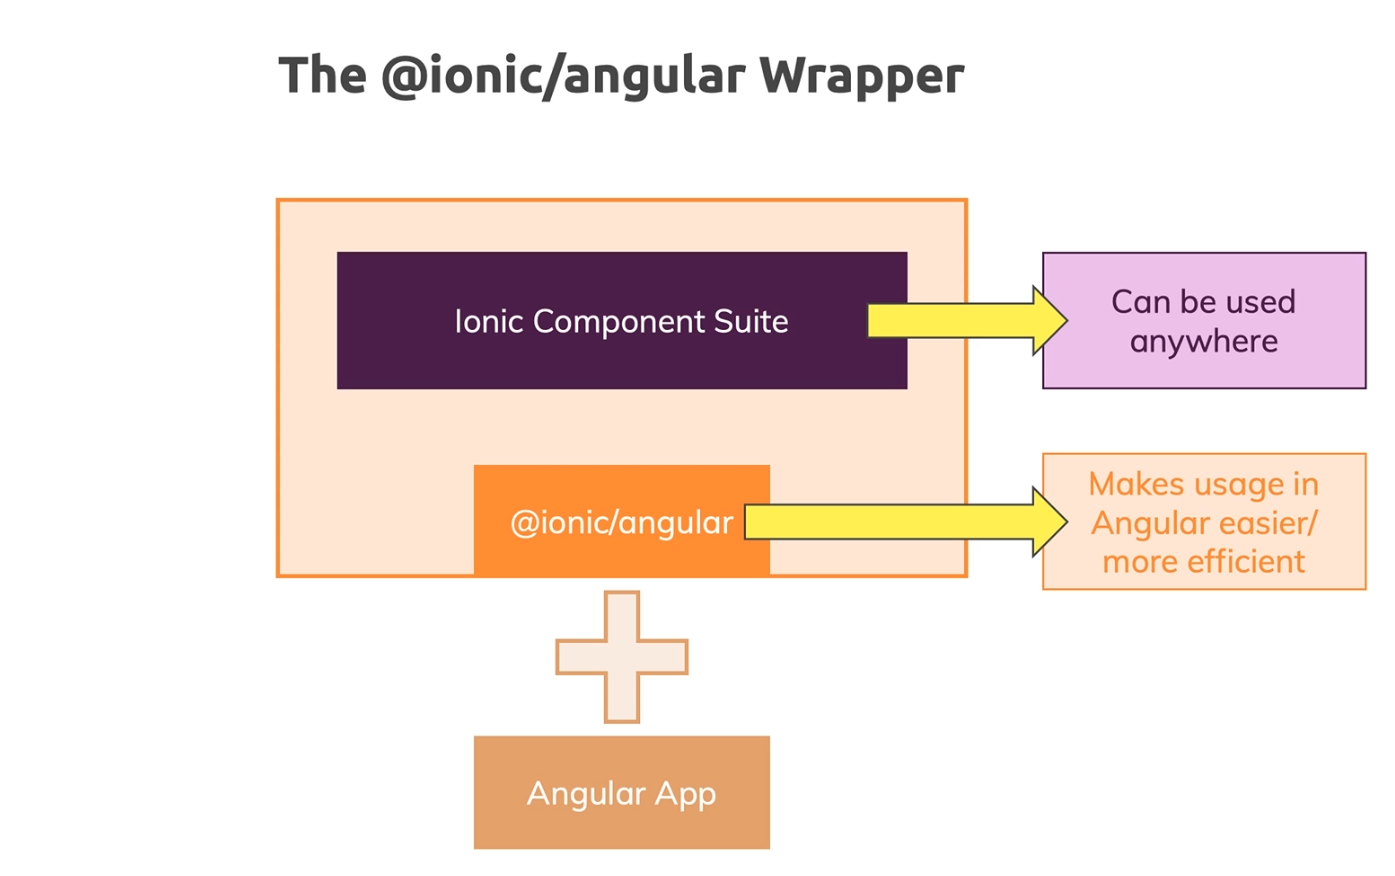 The @ionic/angular Wrapper
Ionic Component Suite
Can be used
anywhere
@ionic/angular
Makes usage in
Angular easier/
more efficient
Angular App